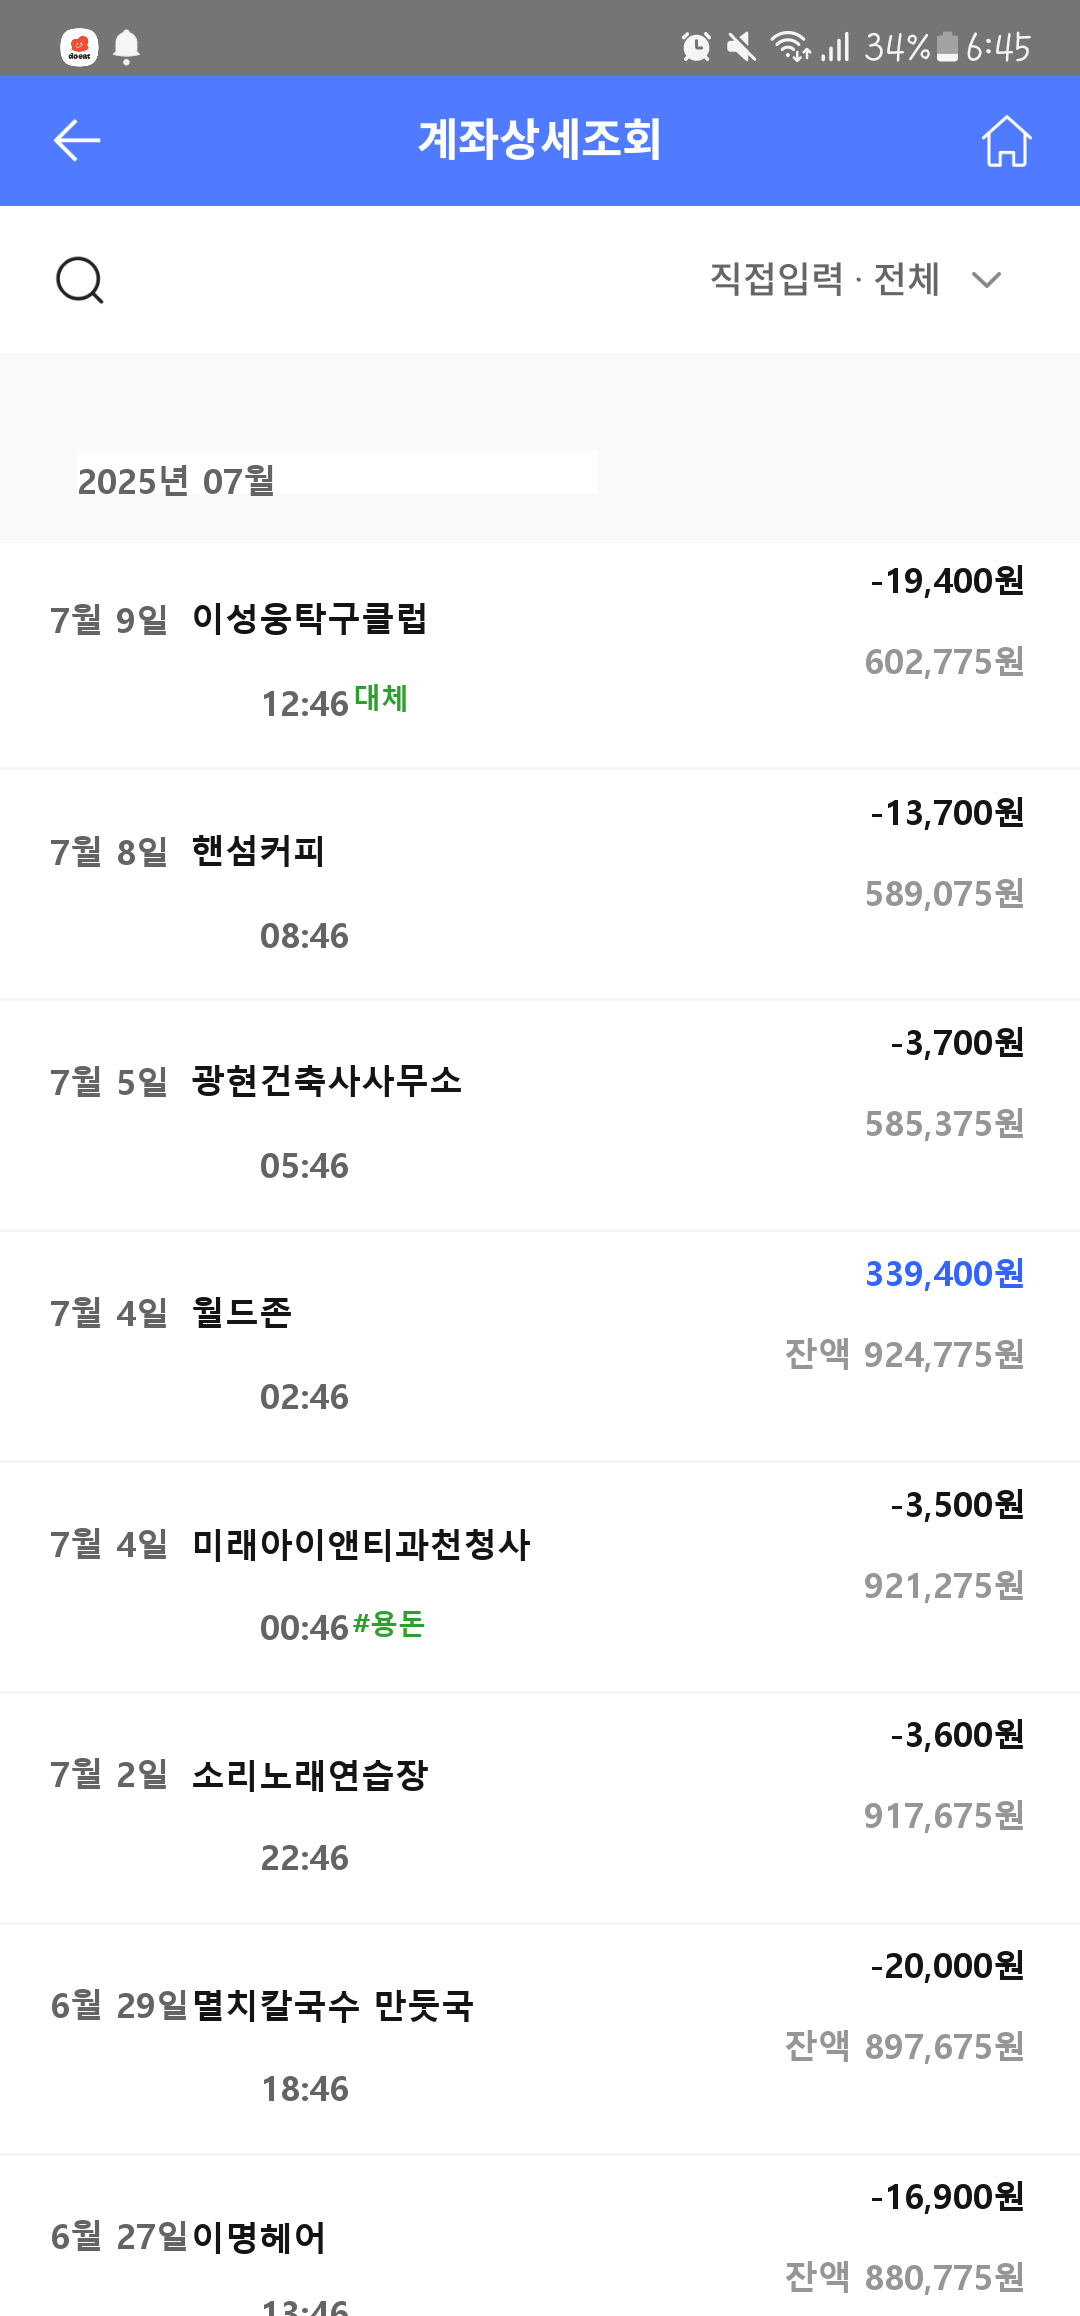 doeat 34% 6:45
계좌상세조회
직접입력 · 전체
2025년 07월
-19,400원
7월 9일 이성웅탁구클럽
602,775원
12:46 대체
-13,700원
7월 8일 핸섬커피
589,075원
08:46
-3,700원
7월 5일 광현건축사사무소
585,375원
05:46
339,400원
7월 4일 월드존
잔액 924,775원
02:46
-3,500원
7월 4일 미래아이앤티과천청사
921,275원
00:46 #용돈
-3,600원
7월 2일 소리노래연습장
917,675원
22:46
-20,000원
6월 29일 멸치칼국수 만둣국
잔액 897,675원
18:46
-16,900원
6월 27일 이명헤어
잔액 880,775원
13:46